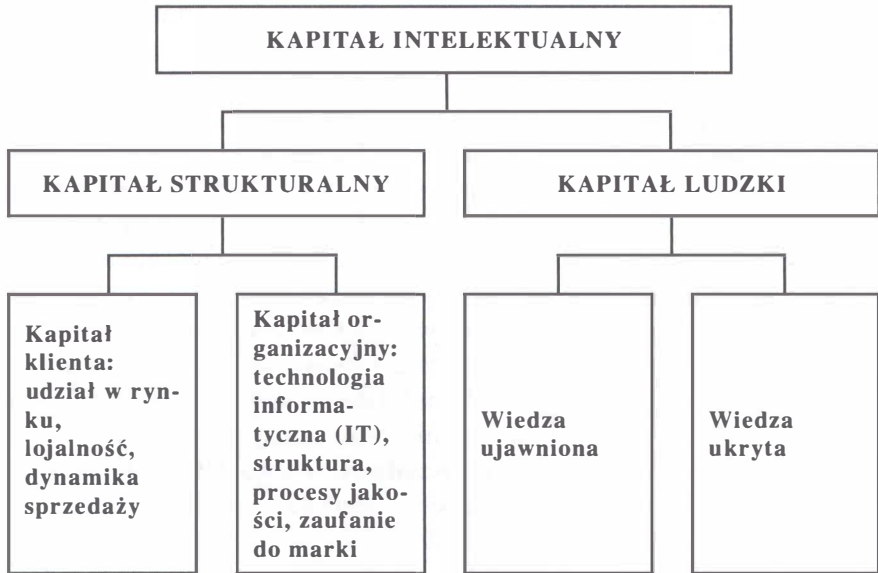 KAPITAŁ INTELEKTUALNY
KAPITAŁ STRUKTURALNY
KAPITAŁ LUDZKI
Kapitał
klienta:
udział w ryn-
ku,
lojalność,
dynamika
sprzedaży
Kapitał or-
ganizacyjny:
technologia
informa-
tyczna (IT),
struktura,
procesy jako-
ści, zaufanie
do marki
Wiedza
ujawniona
Wiedza
ukryta